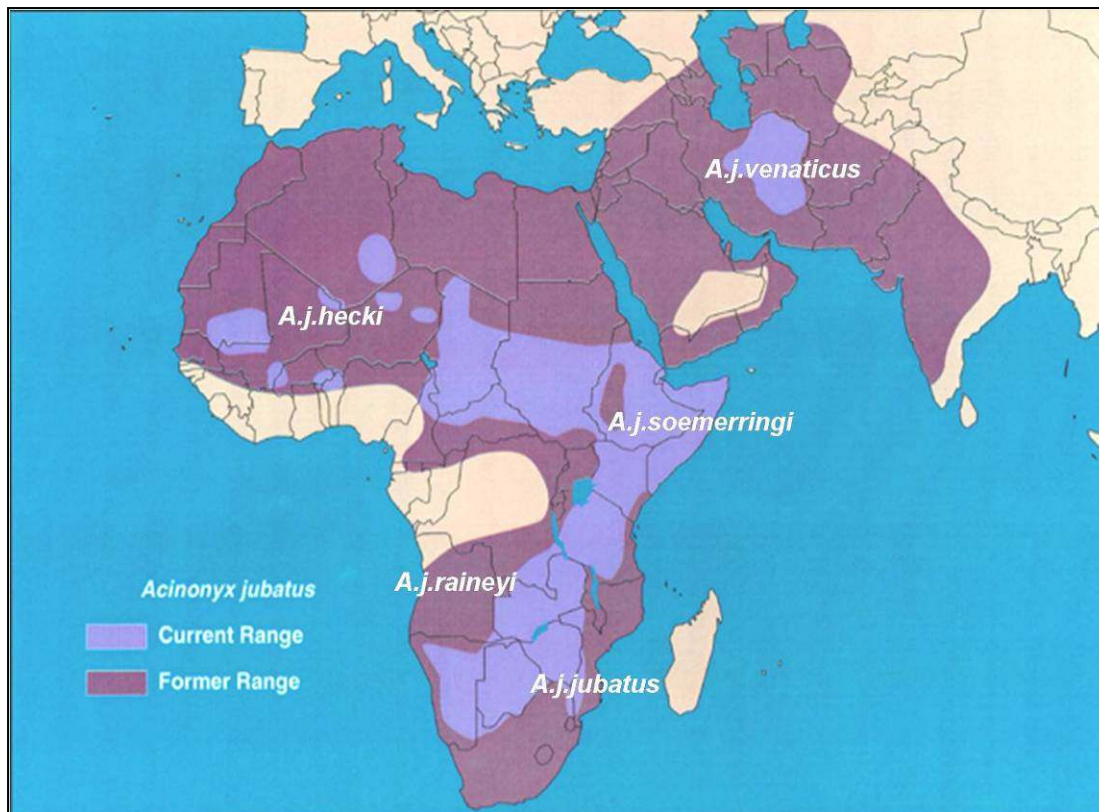 A.j.venaticus
A.j.hecki
A.j.soemerringi
A.j.raineyi
Acinonyx jubatus
Current Range
Former Range
A.j.jubatus